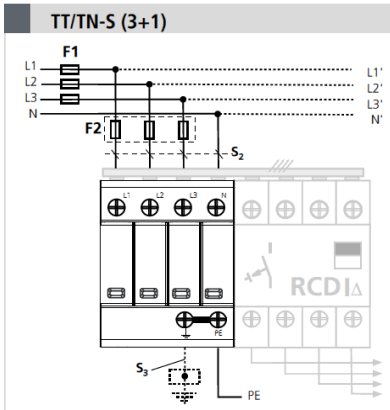 TT/TN-S (3+1)
F1
L1 L1'
L2 L2'
L3 L3'
N N'
F2
S2
L1 L2 L3 N
RCD IΔ
PE
S3
PE